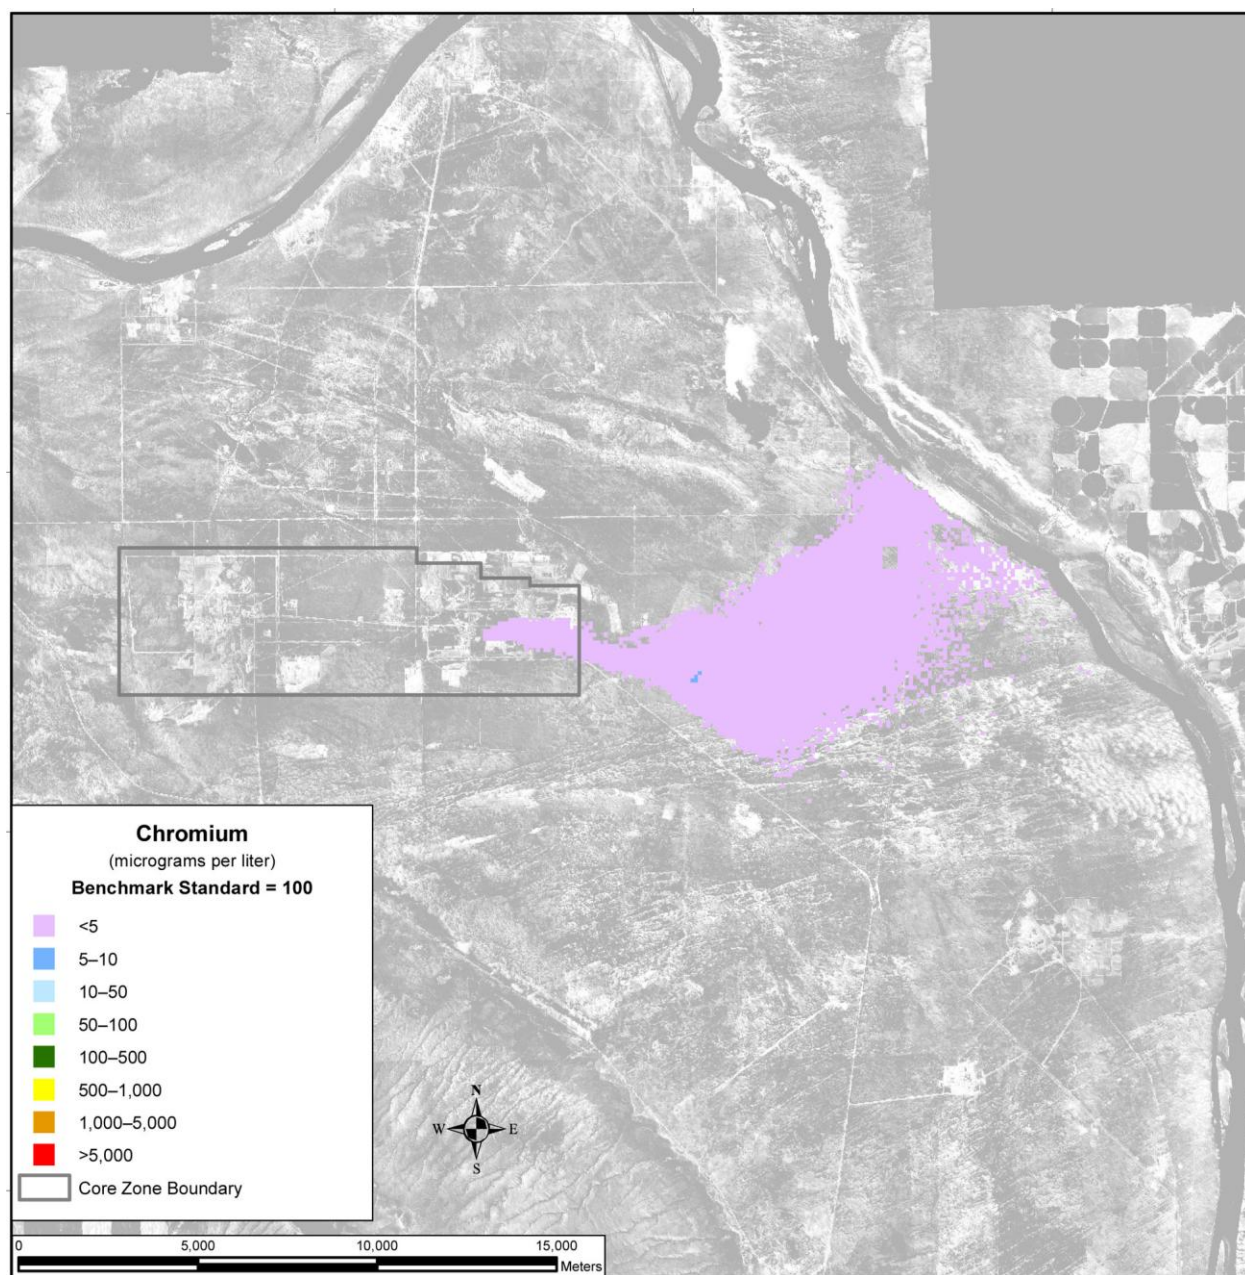 Chromium
(micrograms per liter)
Benchmark Standard = 100
<5
5–10
10–50
50–100
100–500
500–1,000
1,000–5,000
>5,000
Core Zone Boundary
N
W E
S
0 5,000 10,000 15,000
Meters